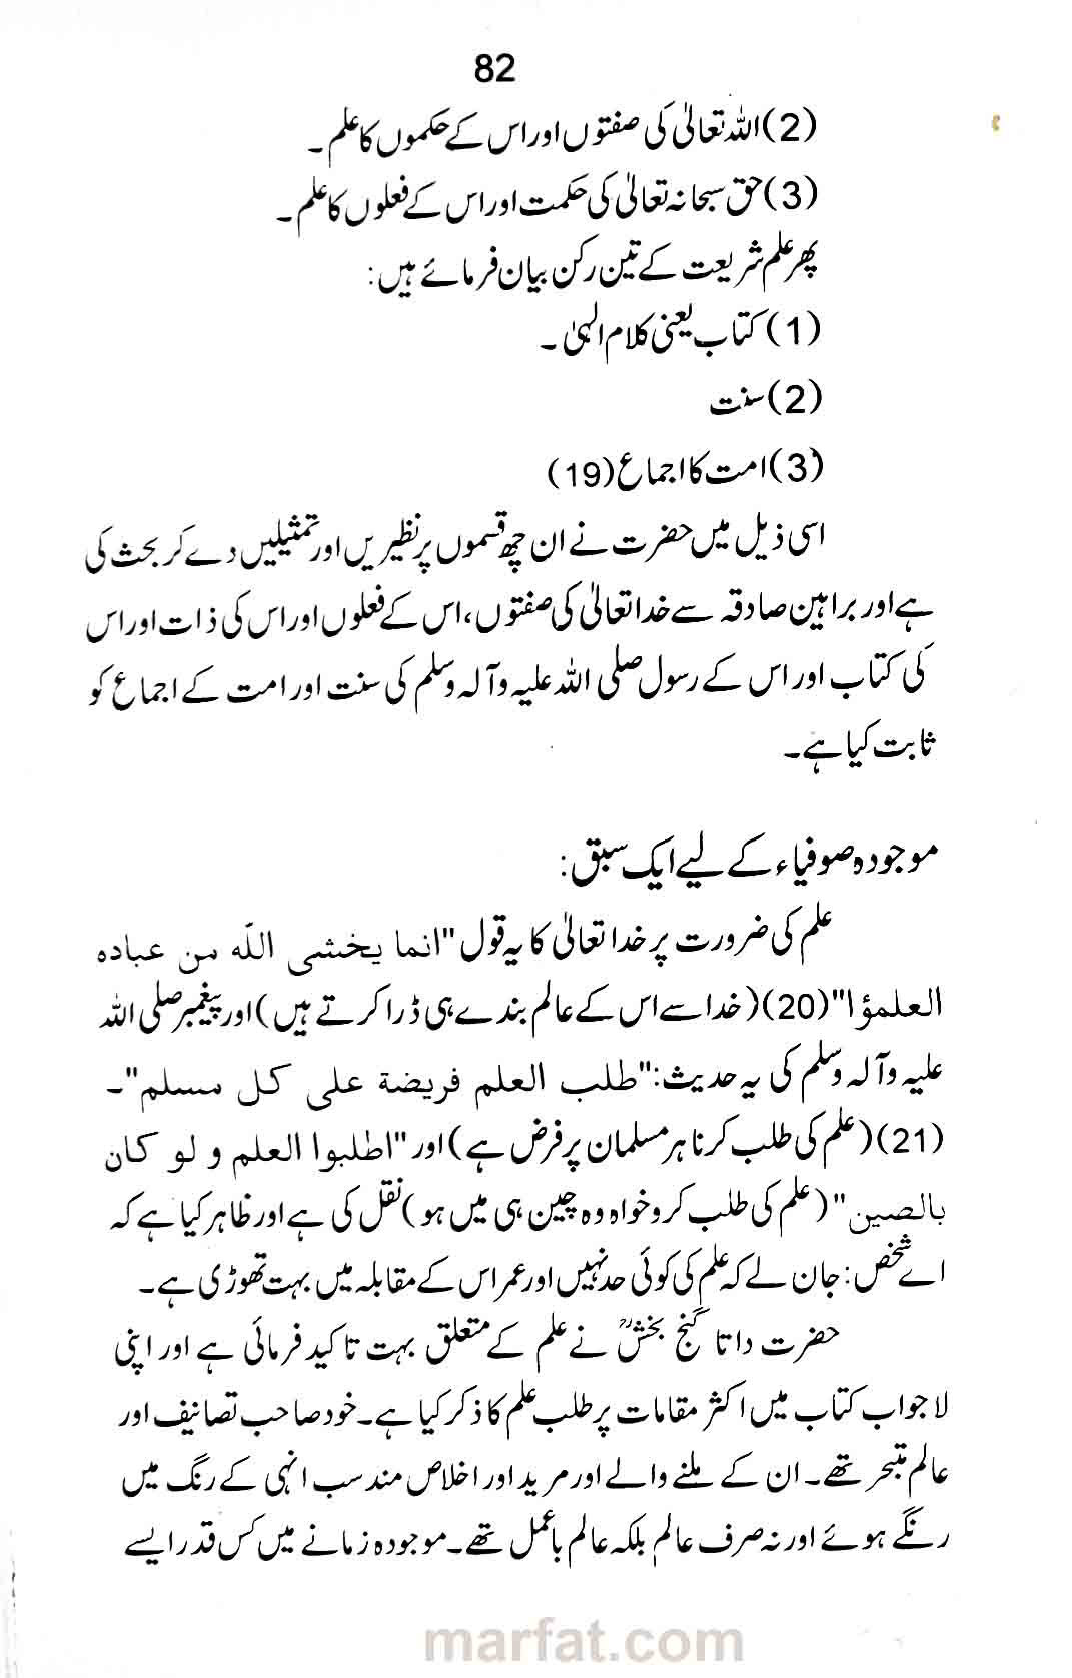 82
(2) اللہ تعالیٰ کی صفتوں اور اس کے حکموں کا علم۔
(3) حق سبحانہ تعالیٰ کی حکمت اور اس کے فعلوں کا علم۔
پھر علم شریعت کے تین رکن بیان فرمائے ہیں:
(1) کتاب یعنی کلام الہیٰ۔
(2) سنت
(3) امت کا اجماع (19)
اسی ذیل میں حضرت نے ان چھ قسموں پر نظیریں اور تمثیلیں دے کر بحث کی
ہے اور براہین صادقہ سے خدا تعالیٰ کی صفتوں، اس کے فعلوں اور اس کی ذات اور اس
کی کتاب اور اس کے رسول صلی اللہ علیہ وآلہ وسلم کی سنت اور امت کے اجماع کو
ثابت کیا ہے۔
موجودہ صوفیاء کے لیے ایک سبق:
علم کی ضرورت پر خدا تعالیٰ کا یہ قول "انما يخشى اللّه من عباده
العلمؤا" (20) (خدا سے اس کے عالم بندے ہی ڈرا کرتے ہیں) اور پیغمبر صلی اللہ
علیہ وآلہ وسلم کی یہ حدیث: "طلب العلم فريضة على كل مسلم"۔
(21) (علم کی طلب کرنا ہر مسلمان پر فرض ہے) اور "اطلبوا العلم و لو كان
بالصين" (علم کی طلب کرو خواہ وہ چین ہی میں ہو) نقل کی ہے اور ظاہر کیا ہے کہ
اے شخص: جان لے کہ علم کی کوئی حد نہیں اور عمر اس کے مقابلہ میں بہت تھوڑی ہے۔
حضرت داتا گنج بخشؒ نے علم کے متعلق بہت تاکید فرمائی ہے اور اپنی
لاجواب کتاب میں اکثر مقامات پر طلب علم کا ذکر کیا ہے۔ خود صاحب تصانیف اور
عالم متبحر تھے۔ ان کے ملنے والے اور مرید اور اخلاص مند سب انہی کے رنگ میں
رنگے ہوئے اور نہ صرف عالم بلکہ عالم باعمل تھے۔ موجودہ زمانے میں کس قدر ایسے
marfat.com